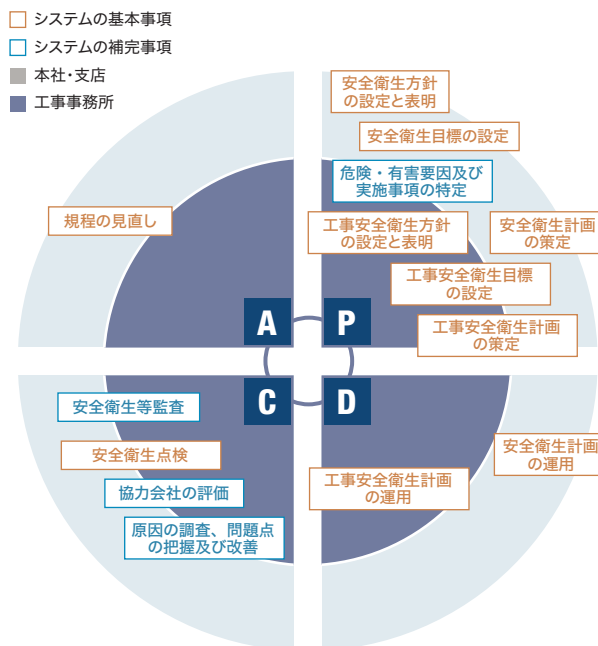 システムの基本事項
システムの補完事項
本社・支店
工事事務所
安全衛生方針
の設定と表明
安全衛生目標の設定
危険・有害要因及び
実施事項の特定
工事安全衛生方針
の設定と表明
安全衛生計画
の策定
工事安全衛生目標
の設定
工事安全衛生計画
の策定
規程の見直し
A
P
C
D
安全衛生等監査
安全衛生点検
協力会社の評価
原因の調査、問題点
の把握及び改善
工事安全衛生計画
の運用
安全衛生計画
の運用